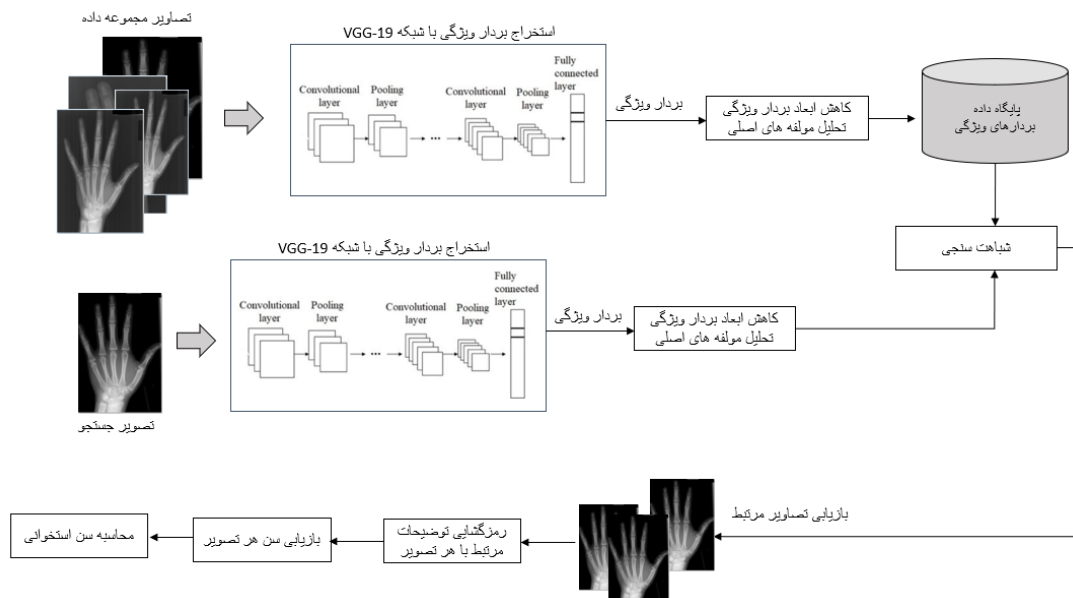 تصاویر مجموعه داده
استخراج بردار ویژگی با شبکه VGG-19
Convolutional
layer
Pooling
layer
...
Convolutional
layer
Pooling
layer
Fully
connected
layer
بردار ویژگی
کاهش ابعاد بردار ویژگی
تحلیل مولفه های اصلی
پایگاه داده
بردارهای ویژگی
شباهت سنجی
استخراج بردار ویژگی با شبکه VGG-19
Convolutional
layer
Pooling
layer
...
Convolutional
layer
Pooling
layer
Fully
connected
layer
بردار ویژگی
کاهش ابعاد بردار ویژگی
تحلیل مولفه های اصلی
تصویر جستجو
بازیابی تصاویر مرتبط
رمزگشایی توضیحات
مرتبط با هر تصویر
بازیابی سن هر تصویر
محاسبه سن استخوانی